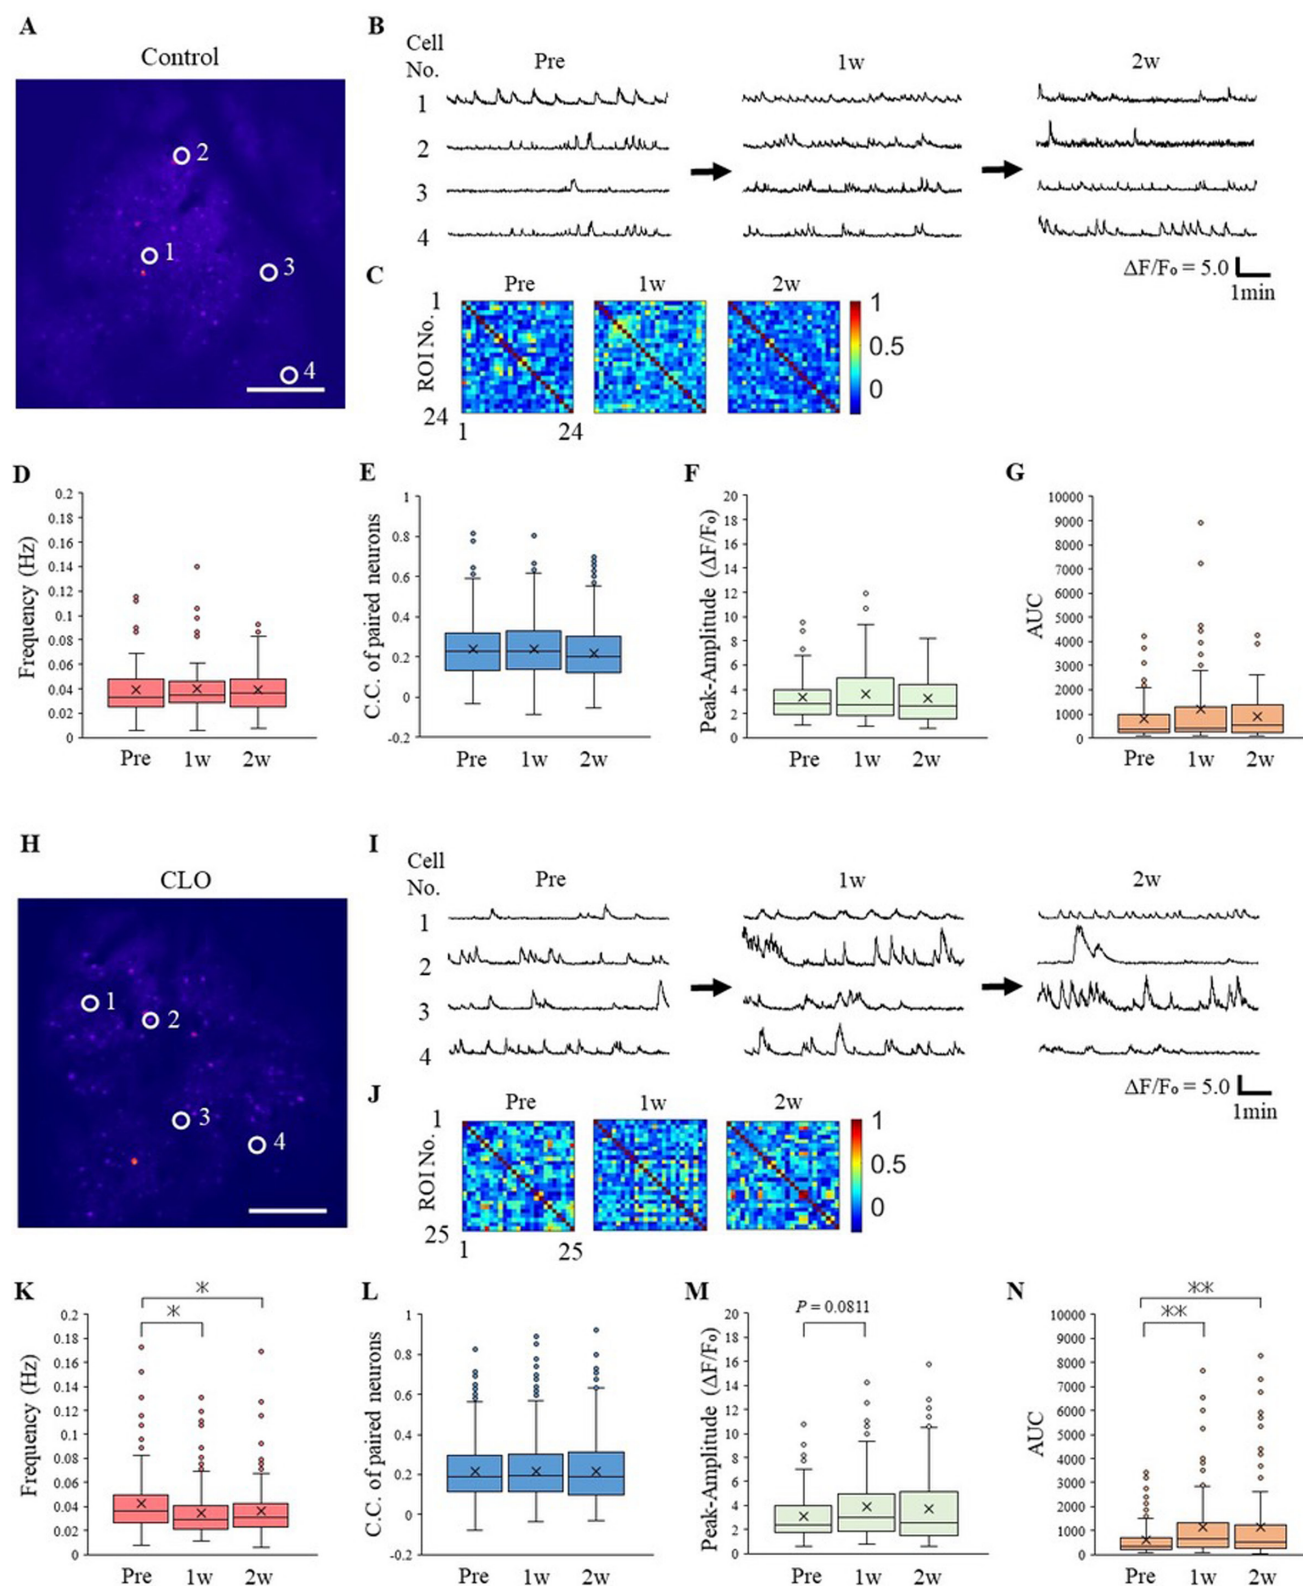 A
Control
2
1
3
4
B
Cell
No.
Pre
1w
2w
1
2
3
4
ΔF/F₀ = 5.0
1min
C
Pre
1w
2w
1
ROI No.
24
1
24
1
0.5
0
D
Frequency (Hz)
0.2
0.18
0.16
0.14
0.12
0.1
0.08
0.06
0.04
0.02
0
Pre
1w
2w
E
C.C. of paired neurons
1
0.8
0.6
0.4
0.2
0
-0.2
Pre
1w
2w
F
Peak-Amplitude (ΔF/F₀)
20
18
16
14
12
10
8
6
4
2
0
Pre
1w
2w
G
AUC
10000
9000
8000
7000
6000
5000
4000
3000
2000
1000
0
Pre
1w
2w
H
CLO
1
2
3
4
I
Cell
No.
Pre
1w
2w
1
2
3
4
ΔF/F₀ = 5.0
1min
J
Pre
1w
2w
1
ROI No.
25
1
25
1
0.5
0
K
*
*
Frequency (Hz)
0.2
0.18
0.16
0.14
0.12
0.1
0.08
0.06
0.04
0.02
0
Pre
1w
2w
L
C.C. of paired neurons
1
0.8
0.6
0.4
0.2
0
-0.2
Pre
1w
2w
M
P = 0.0811
Peak-Amplitude (ΔF/F₀)
20
18
16
14
12
10
8
6
4
2
0
Pre
1w
2w
N
**
**
AUC
10000
9000
8000
7000
6000
5000
4000
3000
2000
1000
0
Pre
1w
2w